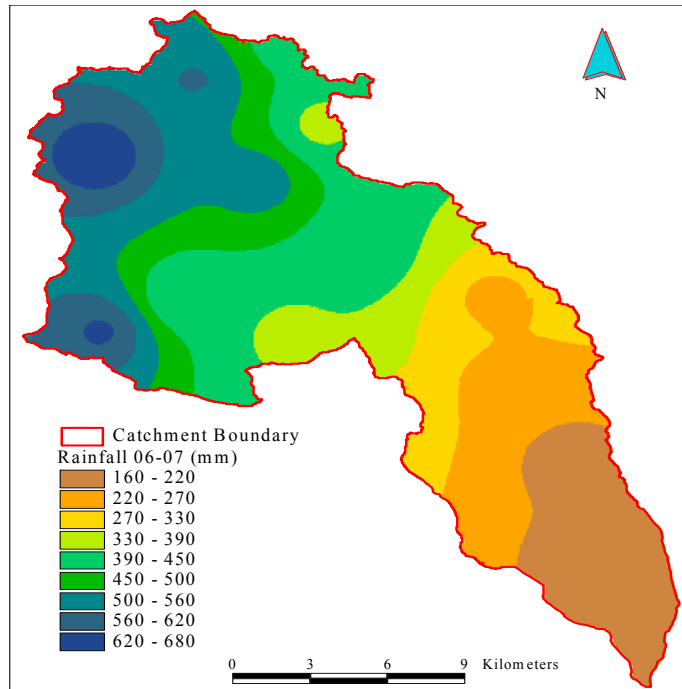 N
Catchment Boundary
Rainfall 06-07 (mm)
160 - 220
220 - 270
270 - 330
330 - 390
390 - 450
450 - 500
500 - 560
560 - 620
620 - 680
0 3 6 9 Kilometers